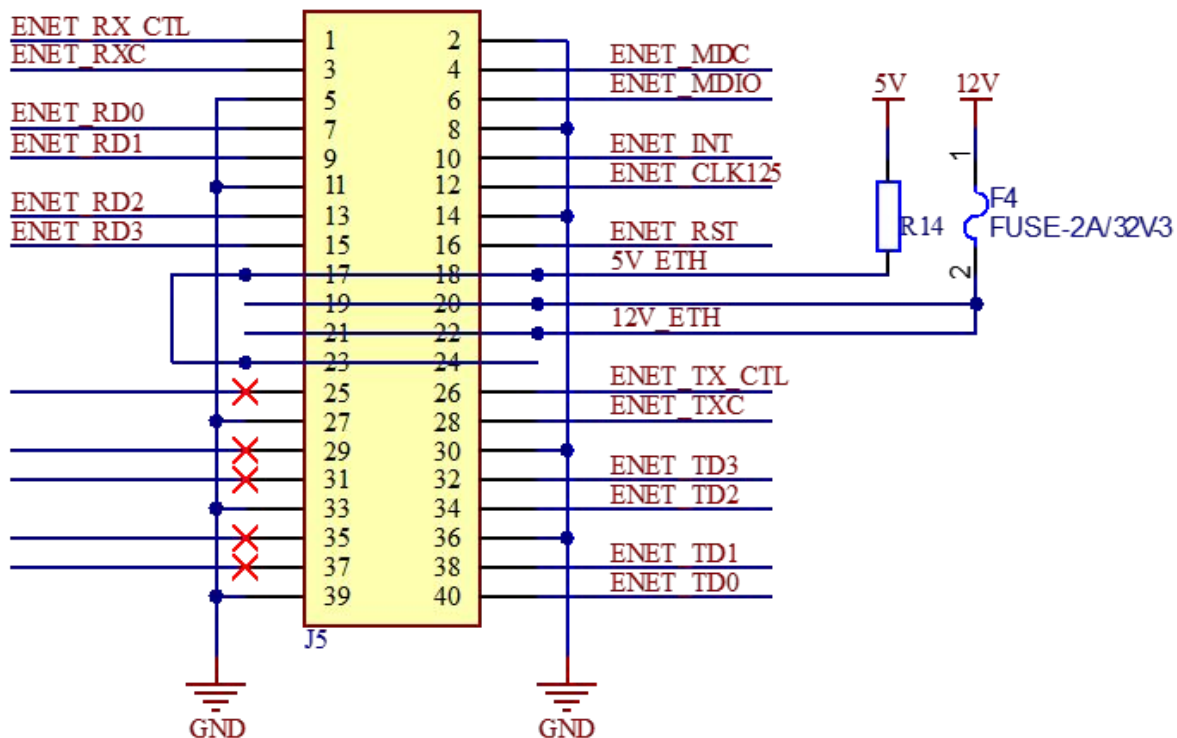 ENET_RX_CTL
1 2
ENET_RXC
3 4 ENET_MDC
5 6 ENET_MDIO
5V 12V
ENET_RD0
7 8
ENET_RD1
9 10 ENET_INT
1
11 12 ENET_CLK125
ENET_RD2
13 14
F4
ENET_RD3
15 16 ENET_RST
R14 FUSE-2A/32V-3
17 18 5V_ETH
2
19 20
21 22 12V_ETH
23 24
25 26 ENET_TX_CTL
27 28 ENET_TXC
29 30
31 32 ENET_TD3
33 34 ENET_TD2
35 36
37 38 ENET_TD1
39 40 ENET_TD0
J5
GND GND